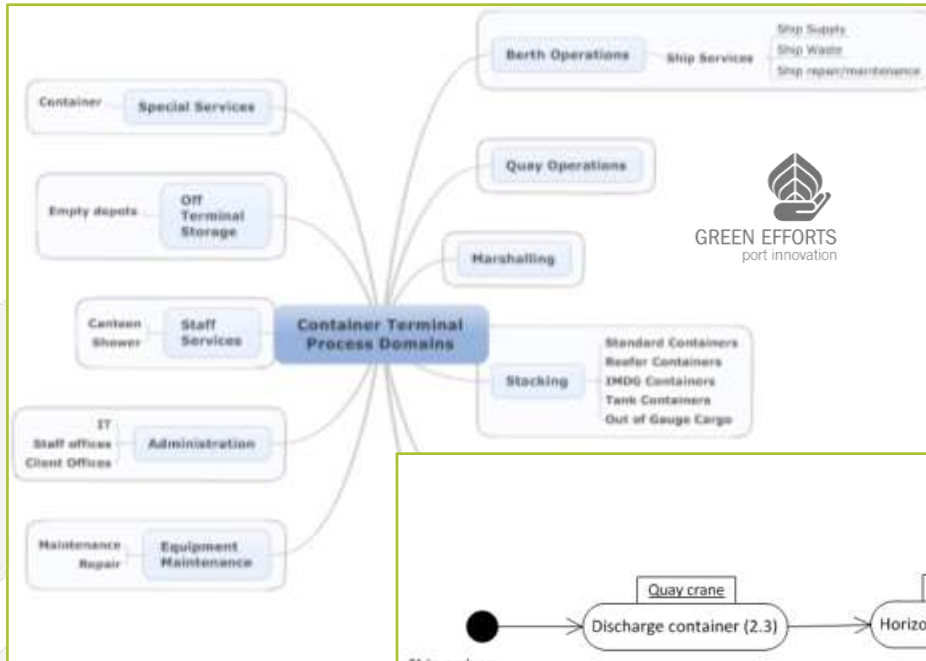 Container
Special Services
Empty depots
Off
Terminal
Storage
Canteen
Shower
Staff
Services
IT
Staff offices
Client Offices
Administration
Maintenance
Repair
Equipment
Maintenance
Container Terminal
Process Domains
Berth Operations
Ship Services
Ship Supply
Ship Waste
Ship repair/maintenance
Quay Operations
Marshalling
Stacking
Standard Containers
Reefer Containers
IMDG Containers
Tank Containers
Out of Gauge Cargo
GREEN EFFORTS
port innovation
Quay crane
Discharge container (2.3)
Horizo